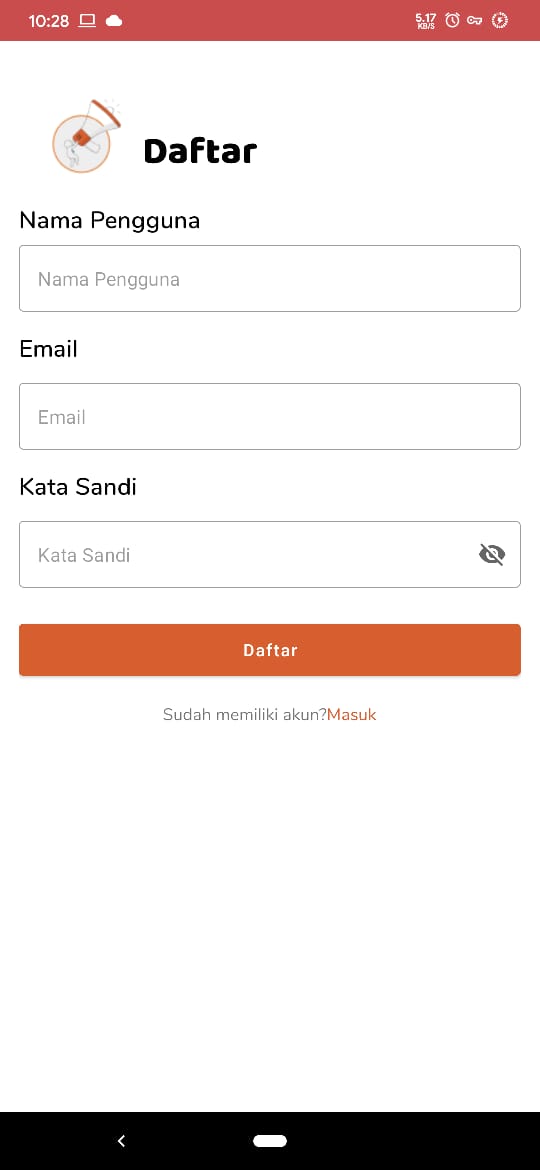 10:28
5.17
KB/S
Daftar
Nama Pengguna
Nama Pengguna
Email
Email
Kata Sandi
Kata Sandi
Daftar
Sudah memiliki akun?Masuk